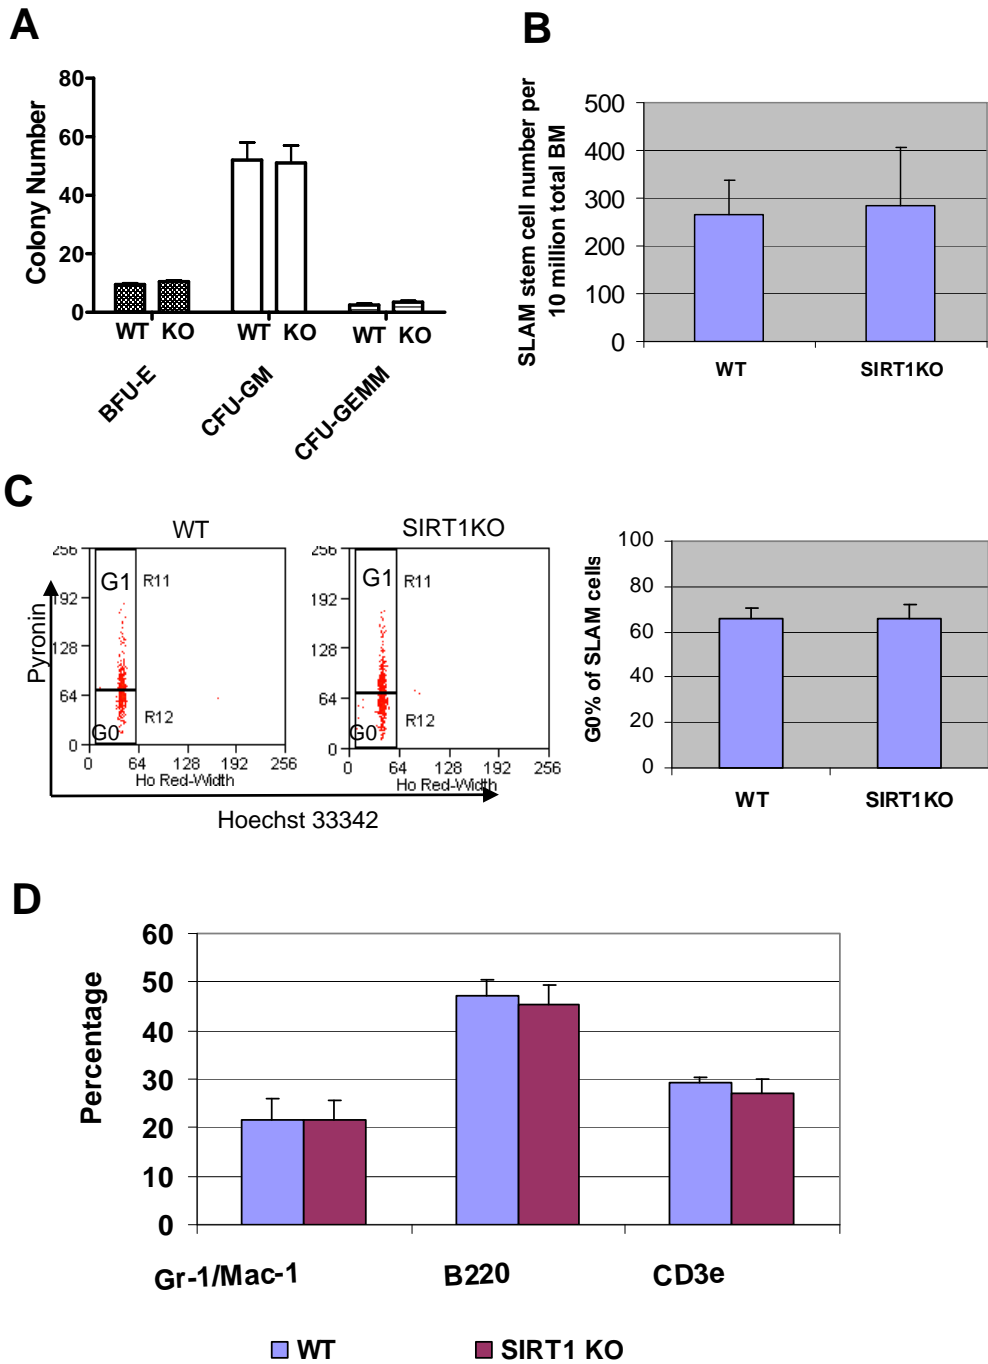 A
Colony Number
80
60
40
20
0
WT KO WT KO WT KO
BFU-E CFU-GM CFU-GEMM
B
SLAM stem cell number per
10 million total BM
500
400
300
200
100
0
WT SIRT1KO
C
WT
Pyronin
256
192
128
64
0
G1
R11
G0
R12
0 64 128 192 256
Ho Red-Width
SIRT1KO
256
192
128
64
0
G1
R11
G0
R12
0 64 128 192 256
Ho Red-Width
Hoechst 33342
G0% of SLAM cells
100
80
60
40
20
0
WT SIRT1KO
D
Percentage
60
50
40
30
20
10
0
Gr-1/Mac-1 B220 CD3e
WT SIRT1 KO